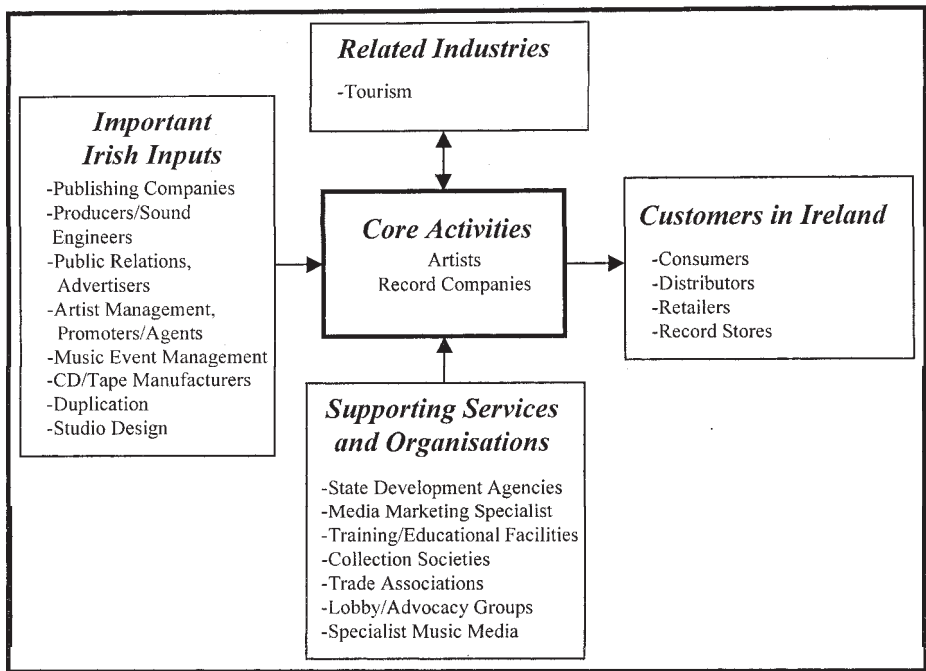 Related Industries
-Tourism
Important
Irish Inputs
-Publishing Companies
-Producers/Sound
Engineers
-Public Relations,
Advertisers
-Artist Management,
Promoters/Agents
-Music Event Management
-CD/Tape Manufacturers
-Duplication
-Studio Design
Core Activities
Artists
Record Companies
Customers in Ireland
-Consumers
-Distributors
-Retailers
-Record Stores
Supporting Services
and Organisations
-State Development Agencies
-Media Marketing Specialist
-Training/Educational Facilities
-Collection Societies
-Trade Associations
-Lobby/Advocacy Groups
-Specialist Music Media